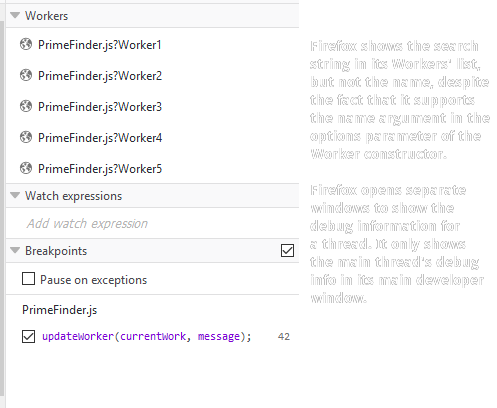 Workers
PrimeFinder.js?Worker1
PrimeFinder.js?Worker2
PrimeFinder.js?Worker3
PrimeFinder.js?Worker4
PrimeFinder.js?Worker5
Watch expressions
Add watch expression
Breakpoints
Pause on exceptions
PrimeFinder.js
updateWorker(currentWork, message); 42
Firefox shows the search
string in its Workers' list,
but not the name, despite
the fact that it supports
the name argument in the
options parameter of the
Worker constructor.
Firefox opens separate
windows to show the
debug information for
a thread. It only shows
the main thread's debug
info in its main developer
window.